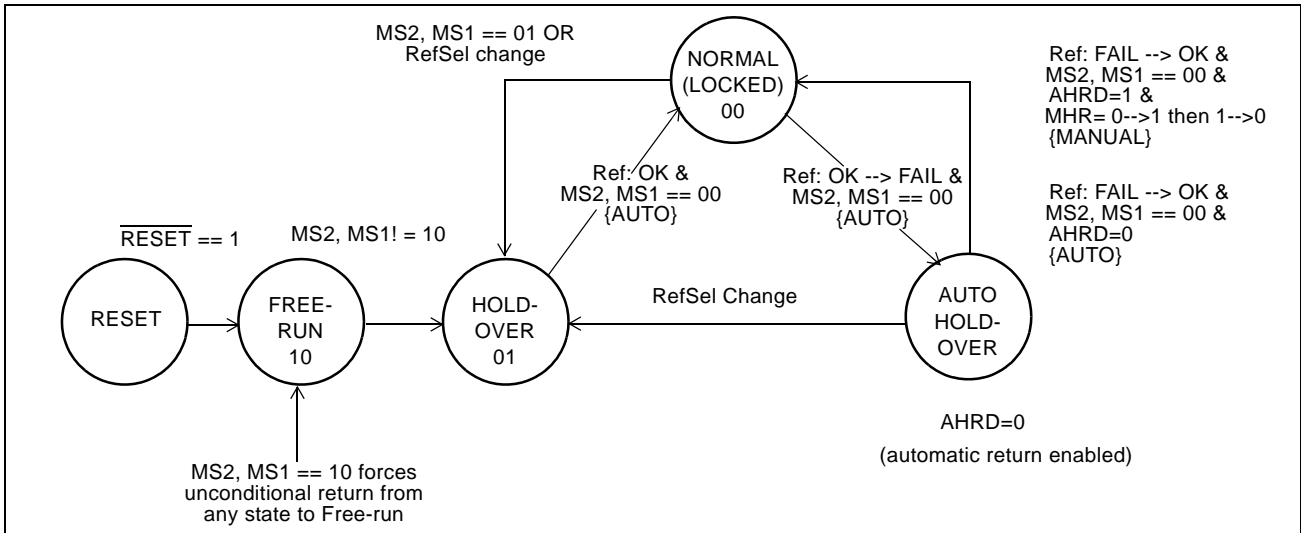 MS2, MS1 == 01 OR
RefSel change
NORMAL
(LOCKED)
00
Ref: FAIL --> OK &
MS2, MS1 == 00 &
AHRD=1 &
MHR= 0-->1 then 1-->0
{MANUAL}
Ref: OK &
MS2, MS1 == 00
{AUTO}
Ref: OK --> FAIL &
MS2, MS1 == 00
{AUTO}
Ref: FAIL --> OK &
MS2, MS1 == 00 &
AHRD=0
{AUTO}
RESET == 1
MS2, MS1! = 10
RESET
FREE-
RUN
10
HOLD-
OVER
01
RefSel Change
AUTO
HOLD-
OVER
AHRD=0
(automatic return enabled)
MS2, MS1 == 10 forces
unconditional return from
any state to Free-run